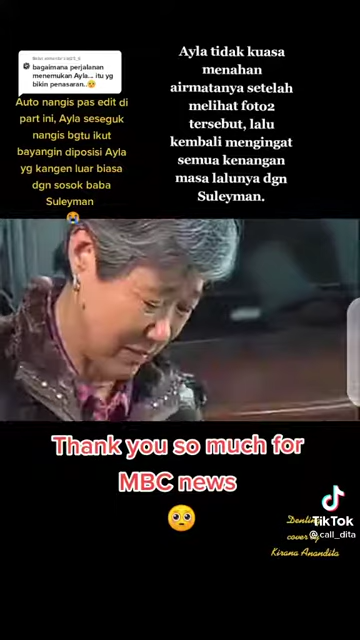 bagaimana perjalanan
menemukan Ayla... itu yg
bikin penasaran..🥺
Auto nangis pas edit di
part ini, Ayla seseguk
nangis bgtu ikut
bayangin diposisi Ayla
yg kangen luar biasa
dgn sosok baba
Suleyman
😭
Ayla tidak kuasa
menahan
airmatanya setelah
melihat foto2
tersebut, lalu
kembali mengingat
semua kenangan
masa lalunya dgn
Suleyman.
Thank you so much for
MBC news
🥺
TikTok
@call_dita
cover by
Kirana Anandita